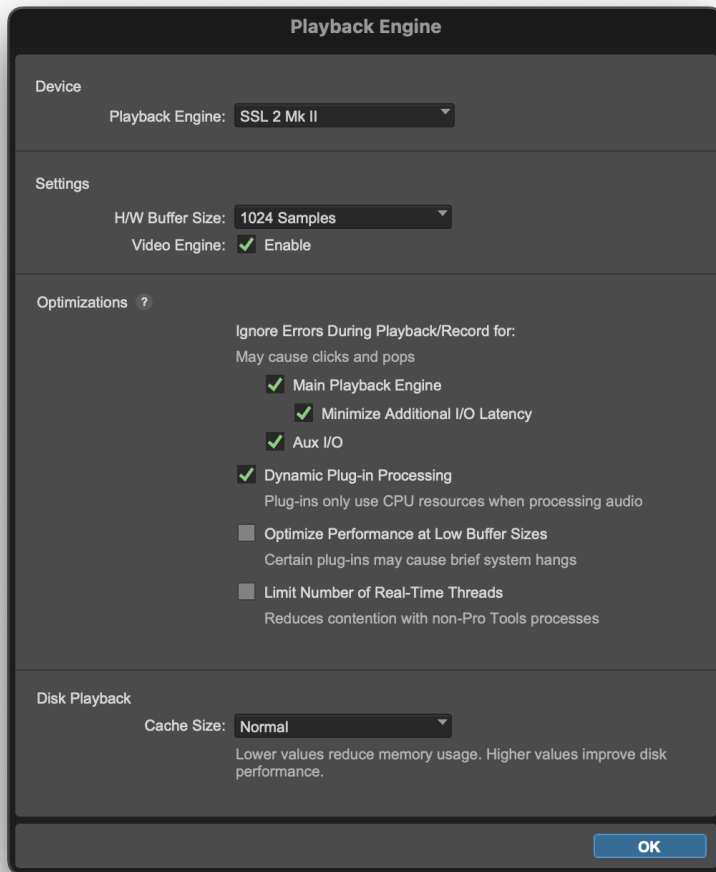 Playback Engine
Device
Playback Engine: SSL 2 Mk II
Settings
H/W Buffer Size: 1024 Samples
Video Engine: Enable
Optimizations ?
Ignore Errors During Playback/Record for:
May cause clicks and pops
Main Playback Engine
Minimize Additional I/O Latency
Aux I/O
Dynamic Plug-in Processing
Plug-ins only use CPU resources when processing audio
Optimize Performance at Low Buffer Sizes
Certain plug-ins may cause brief system hangs
Limit Number of Real-Time Threads
Reduces contention with non-Pro Tools processes
Disk Playback
Cache Size: Normal
Lower values reduce memory usage. Higher values improve disk
performance.
OK